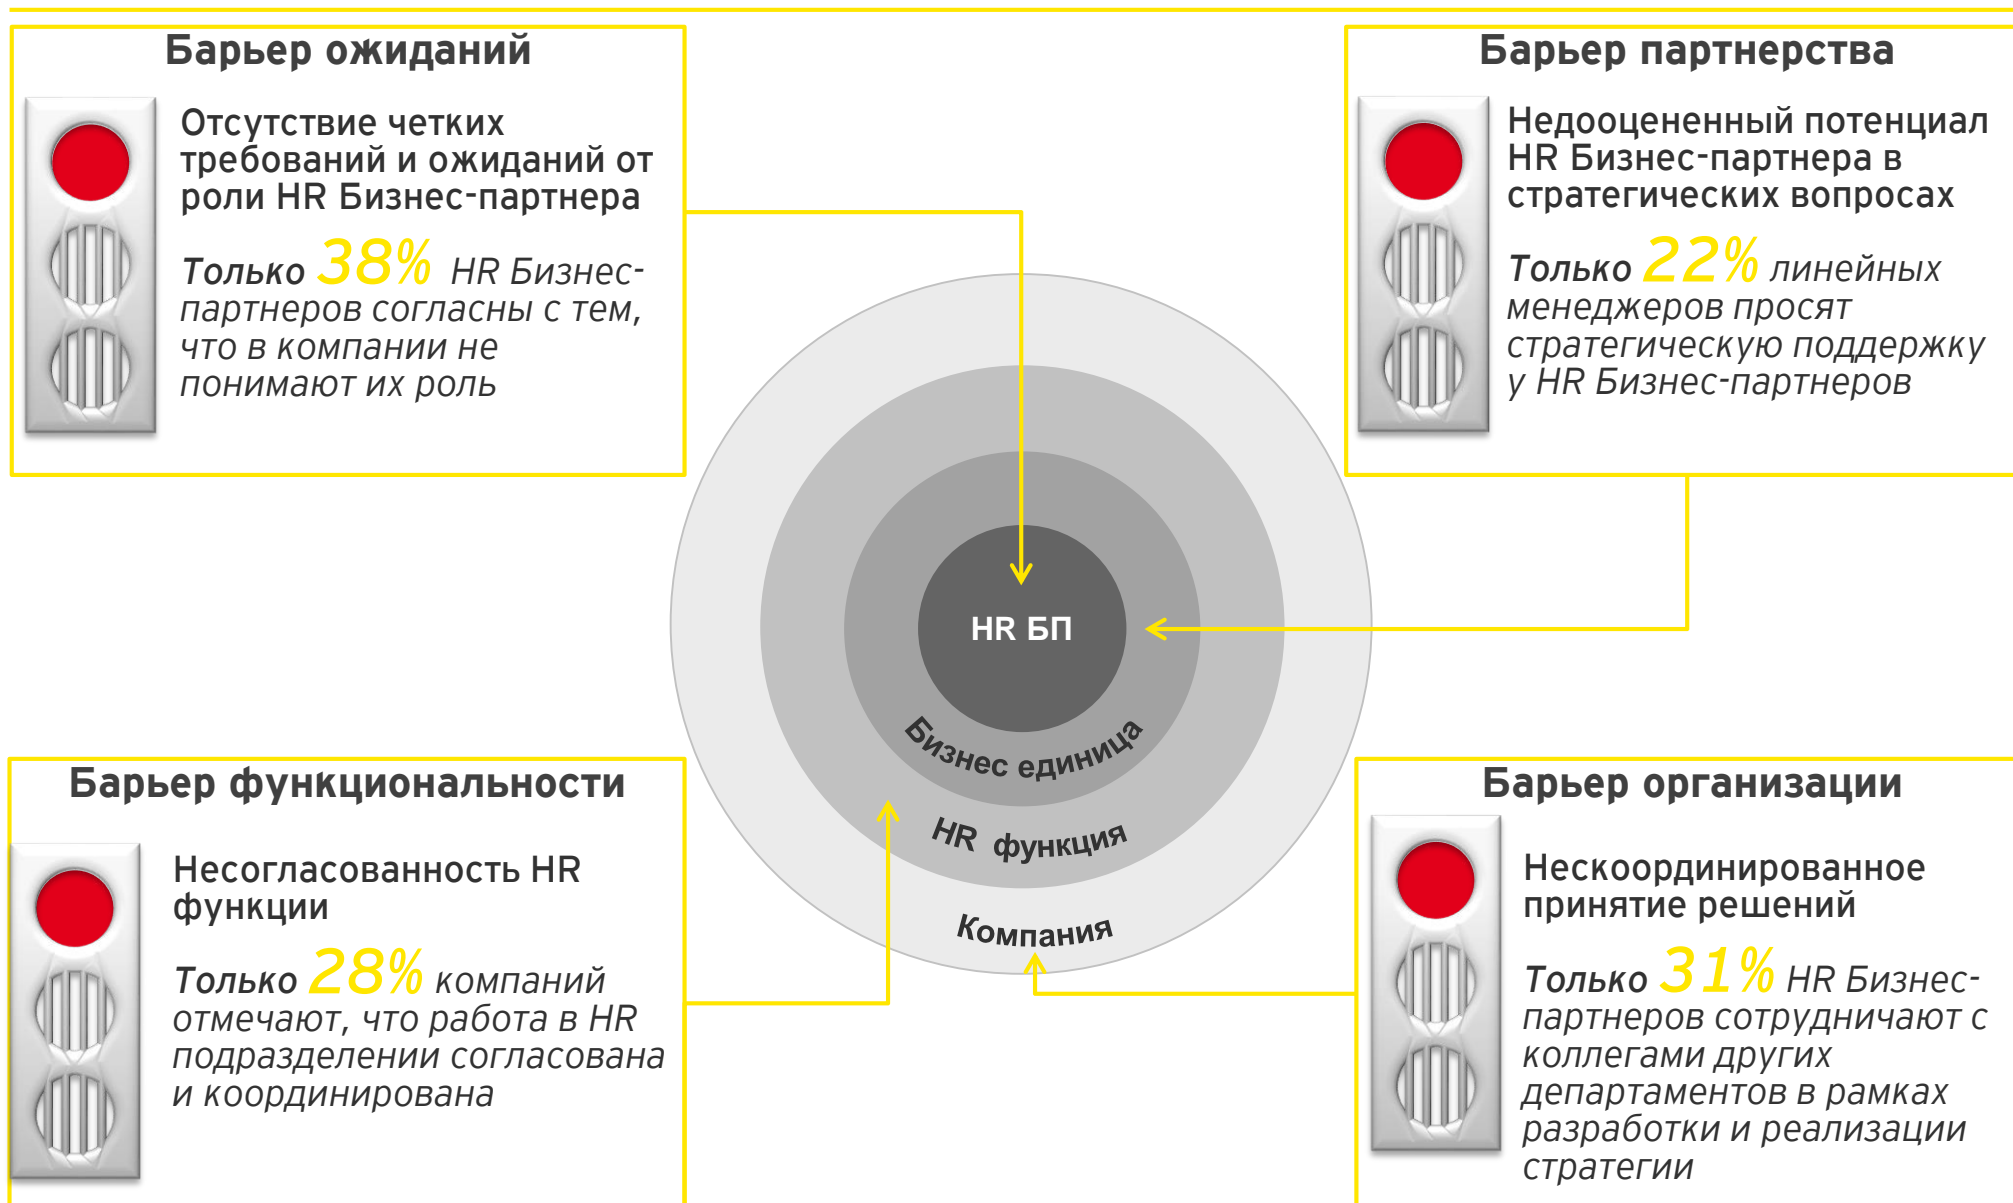 Барьер ожиданий
Отсутствие четких
требований и ожиданий от
роли HR Бизнес-партнера
Только 38% HR Бизнес-
партнеров согласны с тем,
что в компании не
понимают их роль
Барьер партнерства
Недооцененный потенциал
HR Бизнес-партнера в
стратегических вопросах
Только 22% линейных
менеджеров просят
стратегическую поддержку
у HR Бизнес-партнеров
HR БП
Бизнес единица
HR функция
Компания
Барьер функциональности
Несогласованность HR
функции
Только 28% компаний
отмечают, что работа в HR
подразделении согласована
и координирована
Барьер организации
Нескоординированное
принятие решений
Только 31% HR Бизнес-
партнеров сотрудничают с
коллегами других
департаментов в рамках
разработки и реализации
стратегии